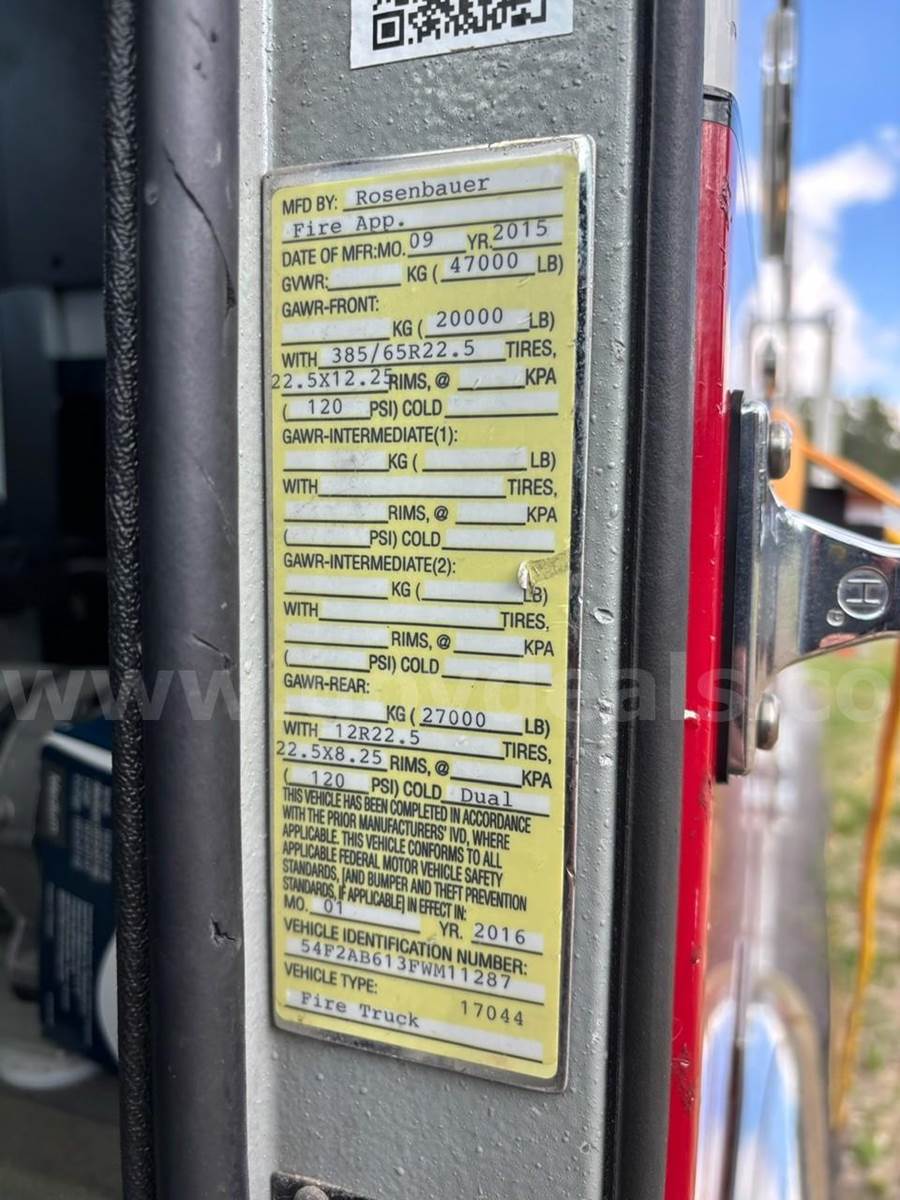 MFD BY: Rosenbauer
Fire App.
DATE OF MFR:MO. 09 YR. 2015
GVWR: KG ( 47000 LB)
GAWR-FRONT:
KG ( 20000 LB)
WITH 385/65R22.5 TIRES,
22.5X12.25 RIMS, @ KPA
( 120 PSI) COLD
GAWR-INTERMEDIATE(1):
KG ( LB)
WITH TIRES,
RIMS, @ KPA
( PSI) COLD
GAWR-INTERMEDIATE(2):
KG ( LB)
WITH TIRES,
RIMS, @ KPA
( PSI) COLD
GAWR-REAR:
KG ( 27000 LB)
WITH 12R22.5 TIRES,
22.5X8.25 RIMS, @ KPA
( 120 PSI) COLD Dual
THIS VEHICLE HAS BEEN COMPLETED IN ACCORDANCE
WITH THE PRIOR MANUFACTURERS' IVD, WHERE
APPLICABLE. THIS VEHICLE CONFORMS TO ALL
APPLICABLE FEDERAL MOTOR VEHICLE SAFETY
STANDARDS, [AND BUMPER AND THEFT PREVENTION
STANDARDS, IF APPLICABLE] IN EFFECT IN:
MO. 01 YR. 2016
VEHICLE IDENTIFICATION NUMBER:
54F2AB613FWM11287
VEHICLE TYPE: 17044
Fire Truck
H